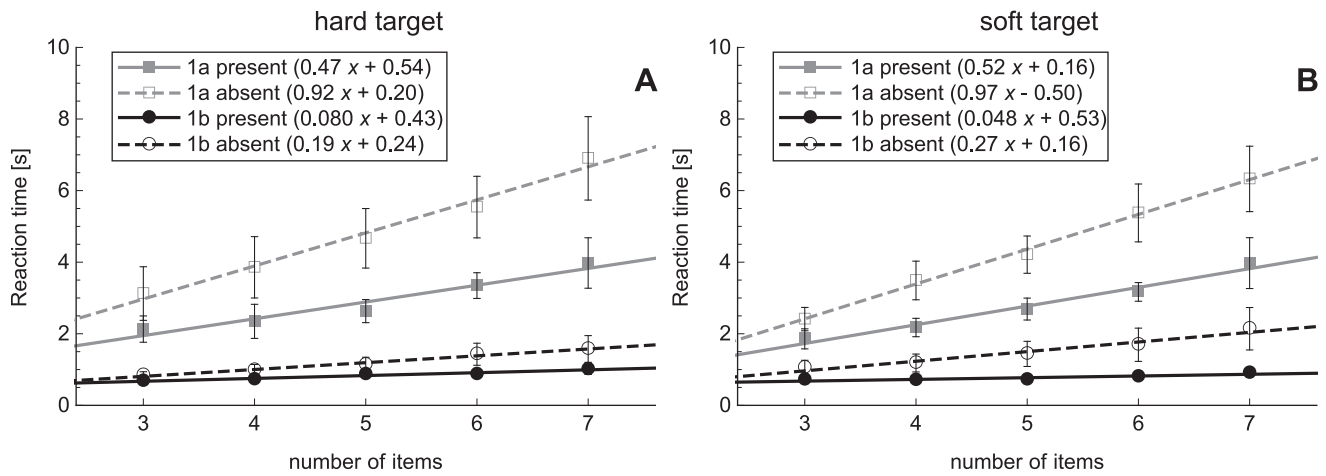 hard target
10
8
6
4
2
0
Reaction time [s]
1a present (0.47 x + 0.54)
1a absent (0.92 x + 0.20)
1b present (0.080 x + 0.43)
1b absent (0.19 x + 0.24)
A
3 4 5 6 7
number of items
soft target
10
8
6
4
2
0
Reaction time [s]
1a present (0.52 x + 0.16)
1a absent (0.97 x - 0.50)
1b present (0.048 x + 0.53)
1b absent (0.27 x + 0.16)
B
3 4 5 6 7
number of items